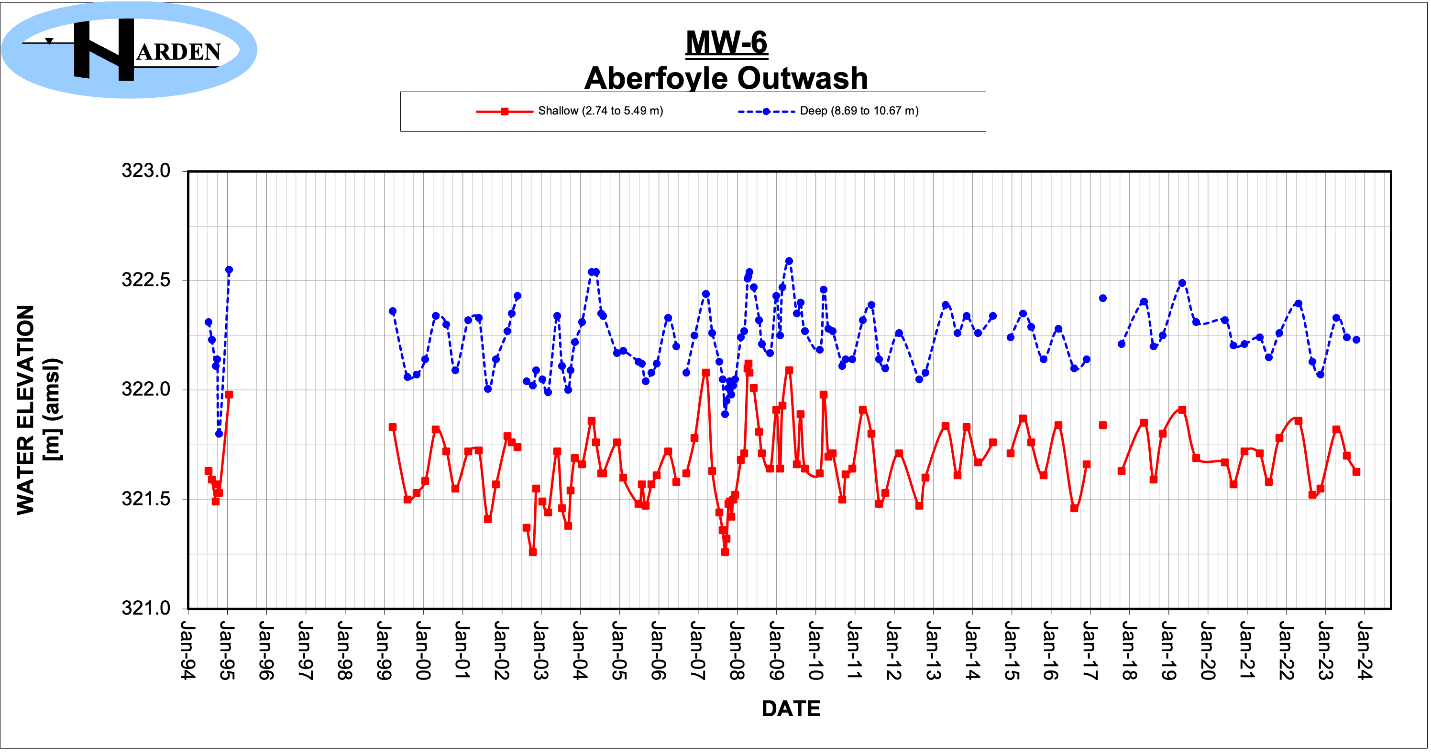 HARDEN
MW-6
Aberfoyle Outwash
Shallow (2.74 to 5.49 m) Deep (8.69 to 10.67 m)
323.0
322.5
322.0
321.5
321.0
WATER ELEVATION
[m] (amsl)
Jan-94 Jan-95 Jan-96 Jan-97 Jan-98 Jan-99 Jan-00 Jan-01 Jan-02 Jan-03 Jan-04 Jan-05 Jan-06 Jan-07 Jan-08 Jan-09 Jan-10 Jan-11 Jan-12 Jan-13 Jan-14 Jan-15 Jan-16 Jan-17 Jan-18 Jan-19 Jan-20 Jan-21 Jan-22 Jan-23 Jan-24
DATE